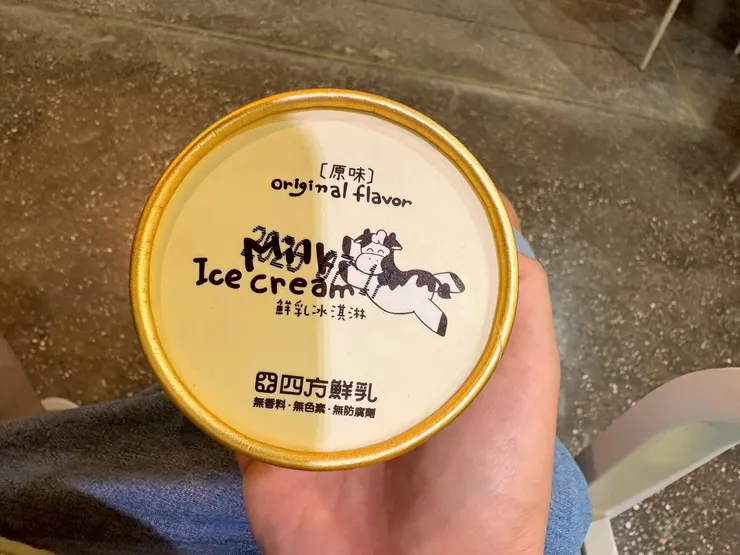 [原味]
original flavor
Milk
Ice cream
鮮乳冰淇淋
四方鮮乳
無香料·無色素·無防腐劑